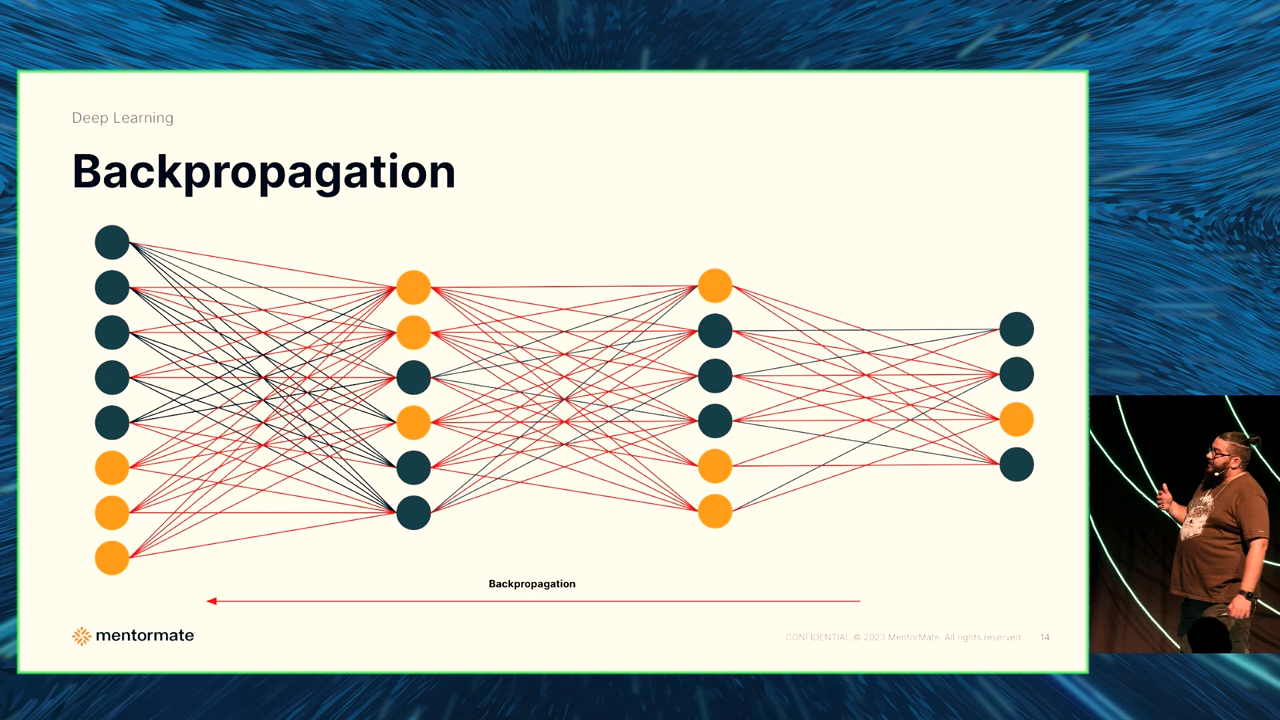 Deep Learning
Backpropagation
Backpropagation
mentormate
CONFIDENTIAL © 2023 MentorMate. All rights reserved. 14